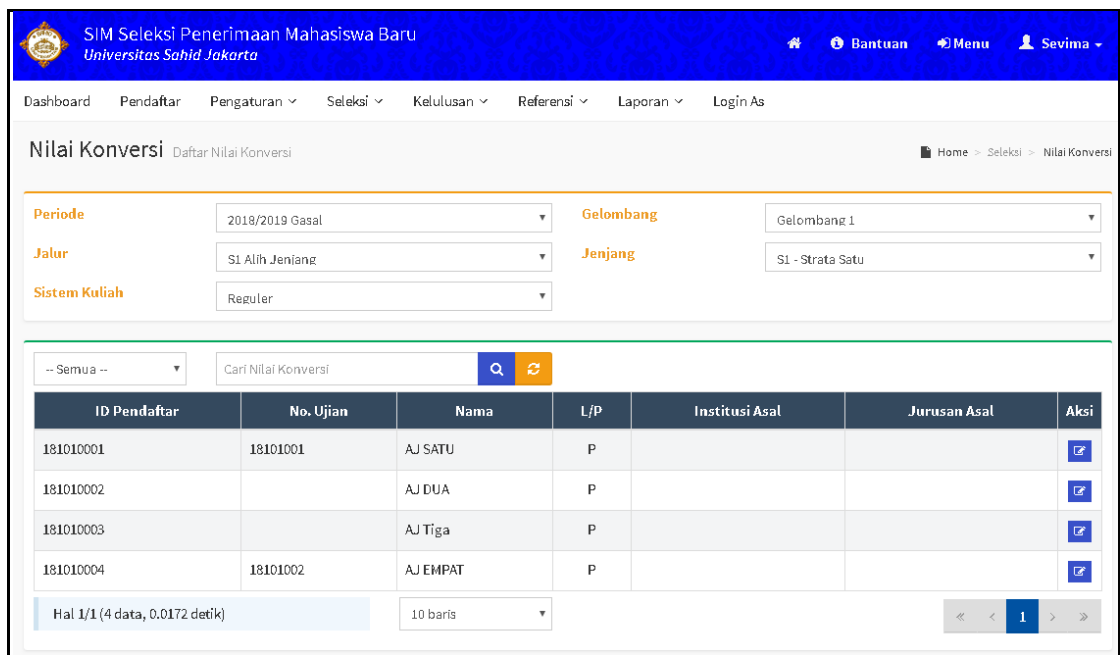 SIM Seleksi Penerimaan Mahasiswa Baru
Universitas Sahid Jakarta
Bantuan Menu Sevima
Dashboard Pendaftar Pengaturan Seleksi Kelulusan Referensi Laporan Login As
Nilai Konversi Daftar Nilai Konversi
Home > Seleksi > Nilai Konversi
Periode 2018/2019 Gasal Gelombang Gelombang 1
Jalur S1 Alih Jenjang Jenjang S1 - Strata Satu
Sistem Kuliah Reguler
-- Semua -- Cari Nilai Konversi
ID Pendaftar No. Ujian Nama L/P Institusi Asal Jurusan Asal Aksi
181010001 18101001 AJ SATU P
181010002 AJ DUA P
181010003 AJ Tiga P
181010004 18101002 AJ EMPAT P
Hal 1/1 (4 data, 0.0172 detik) 10 baris « < 1 > »